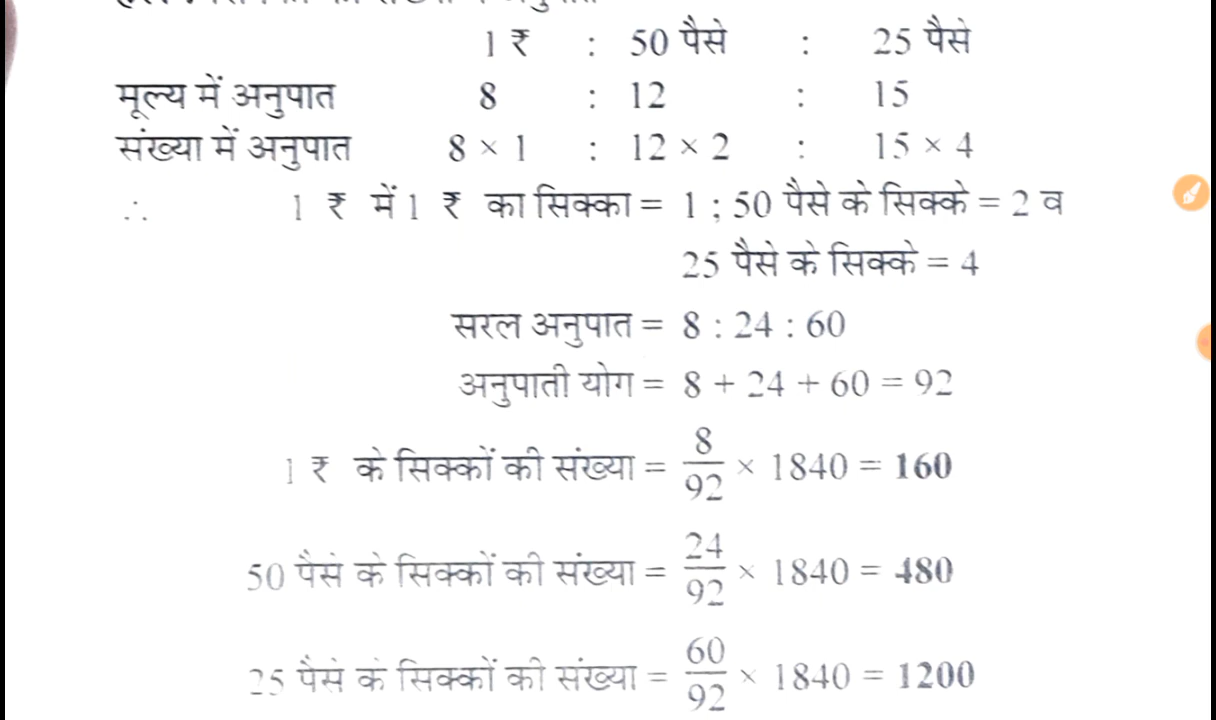 1 ₹ : 50 पैसे : 25 पैसे
मूल्य में अनुपात 8 : 12 : 15
संख्या में अनुपात 8 × 1 : 12 × 2 : 15 × 4
∴ 1 ₹ में 1 ₹ का सिक्का = 1 ; 50 पैसे के सिक्के = 2 व
25 पैसे के सिक्के = 4
सरल अनुपात = 8 : 24 : 60
अनुपाती योग = 8 + 24 + 60 = 92
1 ₹ के सिक्कों की संख्या = 8/92 × 1840 = 160
50 पैसे के सिक्कों की संख्या = 24/92 × 1840 = 480
25 पैसे के सिक्कों की संख्या = 60/92 × 1840 = 1200